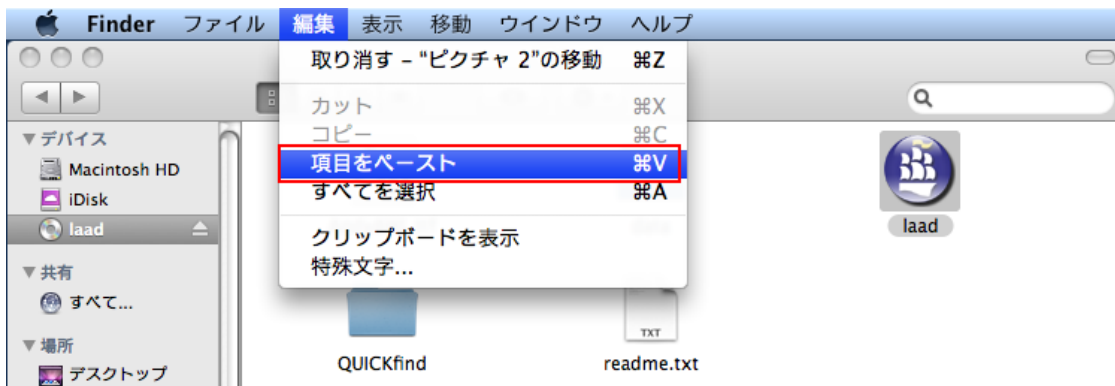 Finder ファイル 編集 表示 移動 ウインドウ ヘルプ
取り消す – “ピクチャ 2”の移動 ⌘Z
カット ⌘X
コピー ⌘C
項目をペースト ⌘V
すべてを選択 ⌘A
クリップボードを表示
特殊文字...
デバイス
Macintosh HD
iDisk
laad
共有
すべて...
場所
デスクトップ
laad
QUICKfind
TXT
readme.txt